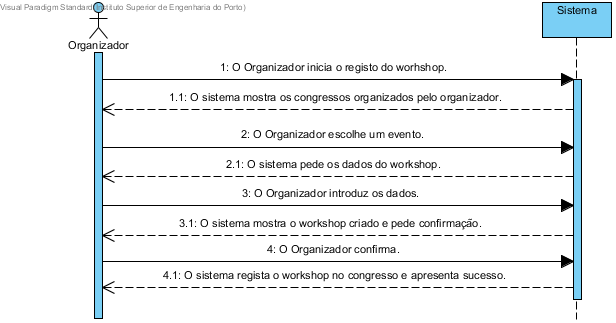 Visual Paradigm Standard(Instituto Superior de Engenharia do Porto)
Sistema
Organizador
1: O Organizador inicia o registo do worhshop.
1.1: O sistema mostra os congressos organizados pelo organizador.
2: O Organizador escolhe um evento.
2.1: O sistema pede os dados do workshop.
3: O Organizador introduz os dados.
3.1: O sistema mostra o workshop criado e pede confirmação.
4: O Organizador confirma.
4.1: O sistema regista o workshop no congresso e apresenta sucesso.